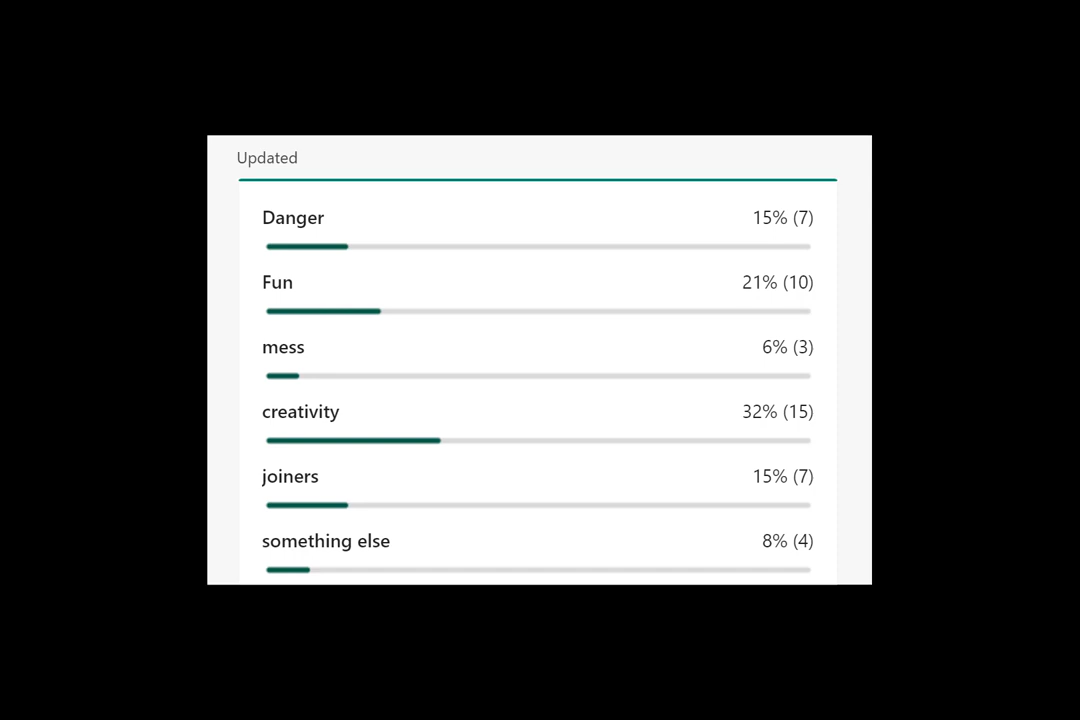 Updated
Danger 15% (7)
Fun 21% (10)
mess 6% (3)
creativity 32% (15)
joiners 15% (7)
something else 8% (4)